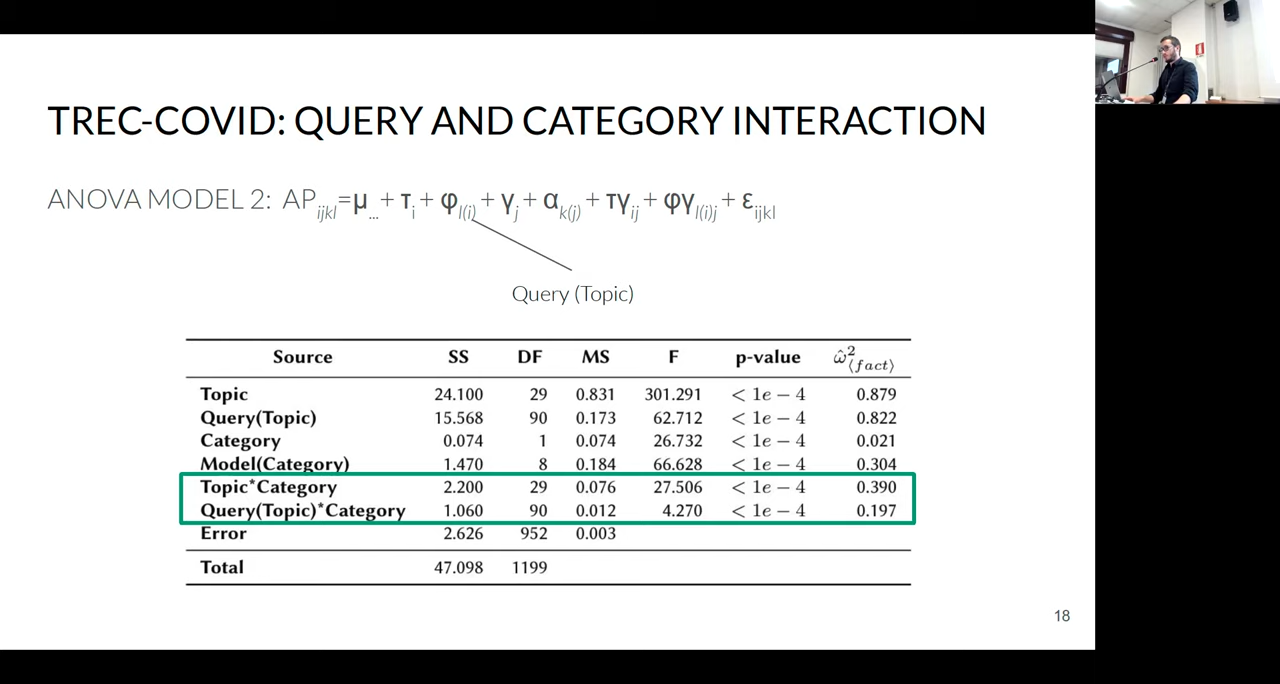 TREC-COVID: QUERY AND CATEGORY INTERACTION
ANOVA MODEL 2: AP_ijkl=μ_... + τ_i + φ_l(i) + γ_j + α_k(j) + τγ_ij + φγ_l(i)j + ε_ijkl
Query (Topic)
Source SS DF MS F p-value ω̂²_⟨fact⟩
Topic 24.100 29 0.831 301.291 < 1e − 4 0.879
Query(Topic) 15.568 90 0.173 62.712 < 1e − 4 0.822
Category 0.074 1 0.074 26.732 < 1e − 4 0.021
Model(Category) 1.470 8 0.184 66.628 < 1e − 4 0.304
Topic*Category 2.200 29 0.076 27.506 < 1e − 4 0.390
Query(Topic)*Category 1.060 90 0.012 4.270 < 1e − 4 0.197
Error 2.626 952 0.003
Total 47.098 1199
18